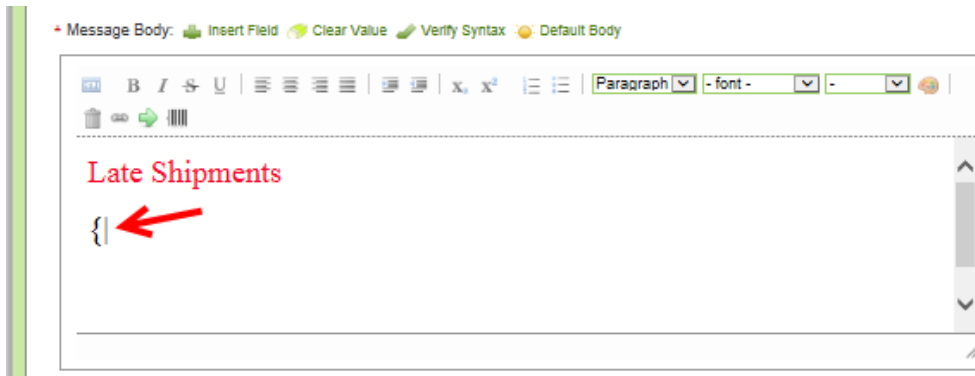 * Message Body: Insert Field Clear Value Verify Syntax Default Body
B I S U x, x² Paragraph - font - -
Late Shipments
{